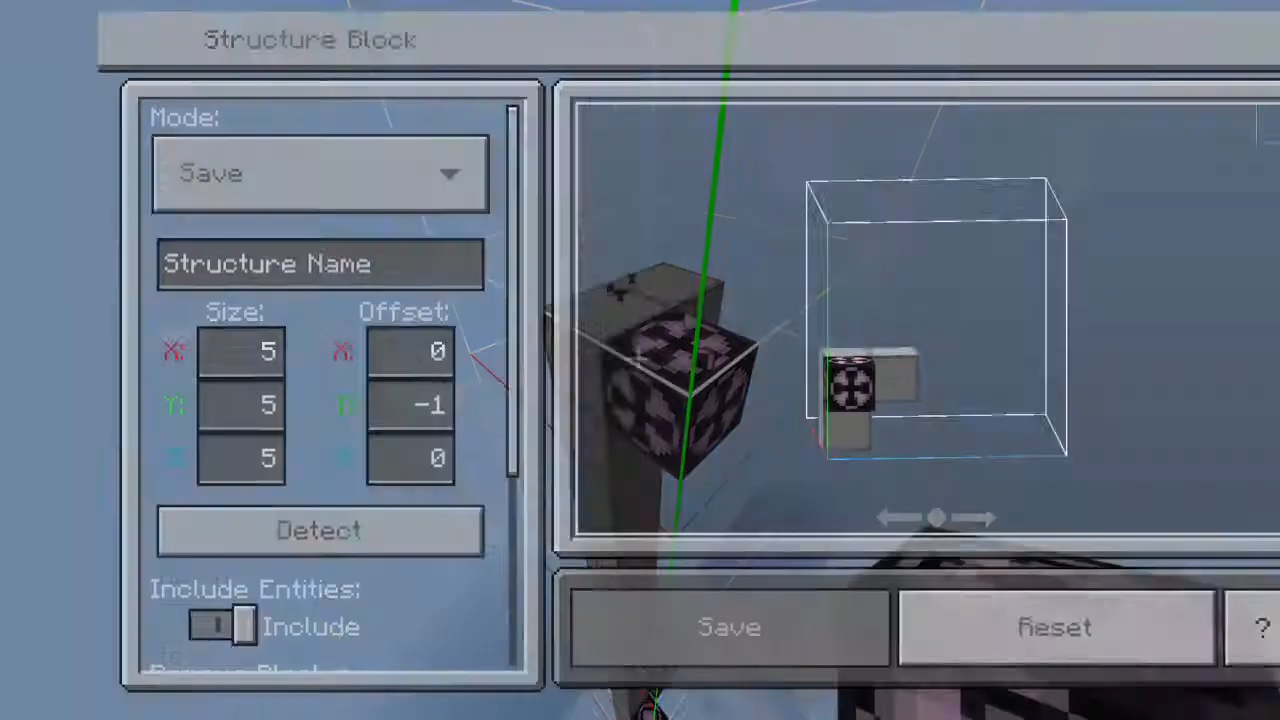 Structure Block
Mode:
Save
Structure Name
Size: Offset:
X: 5 X: 0
Y: 5 Y: -1
5 0
Detect
Include Entities:
Include
Save Reset ?